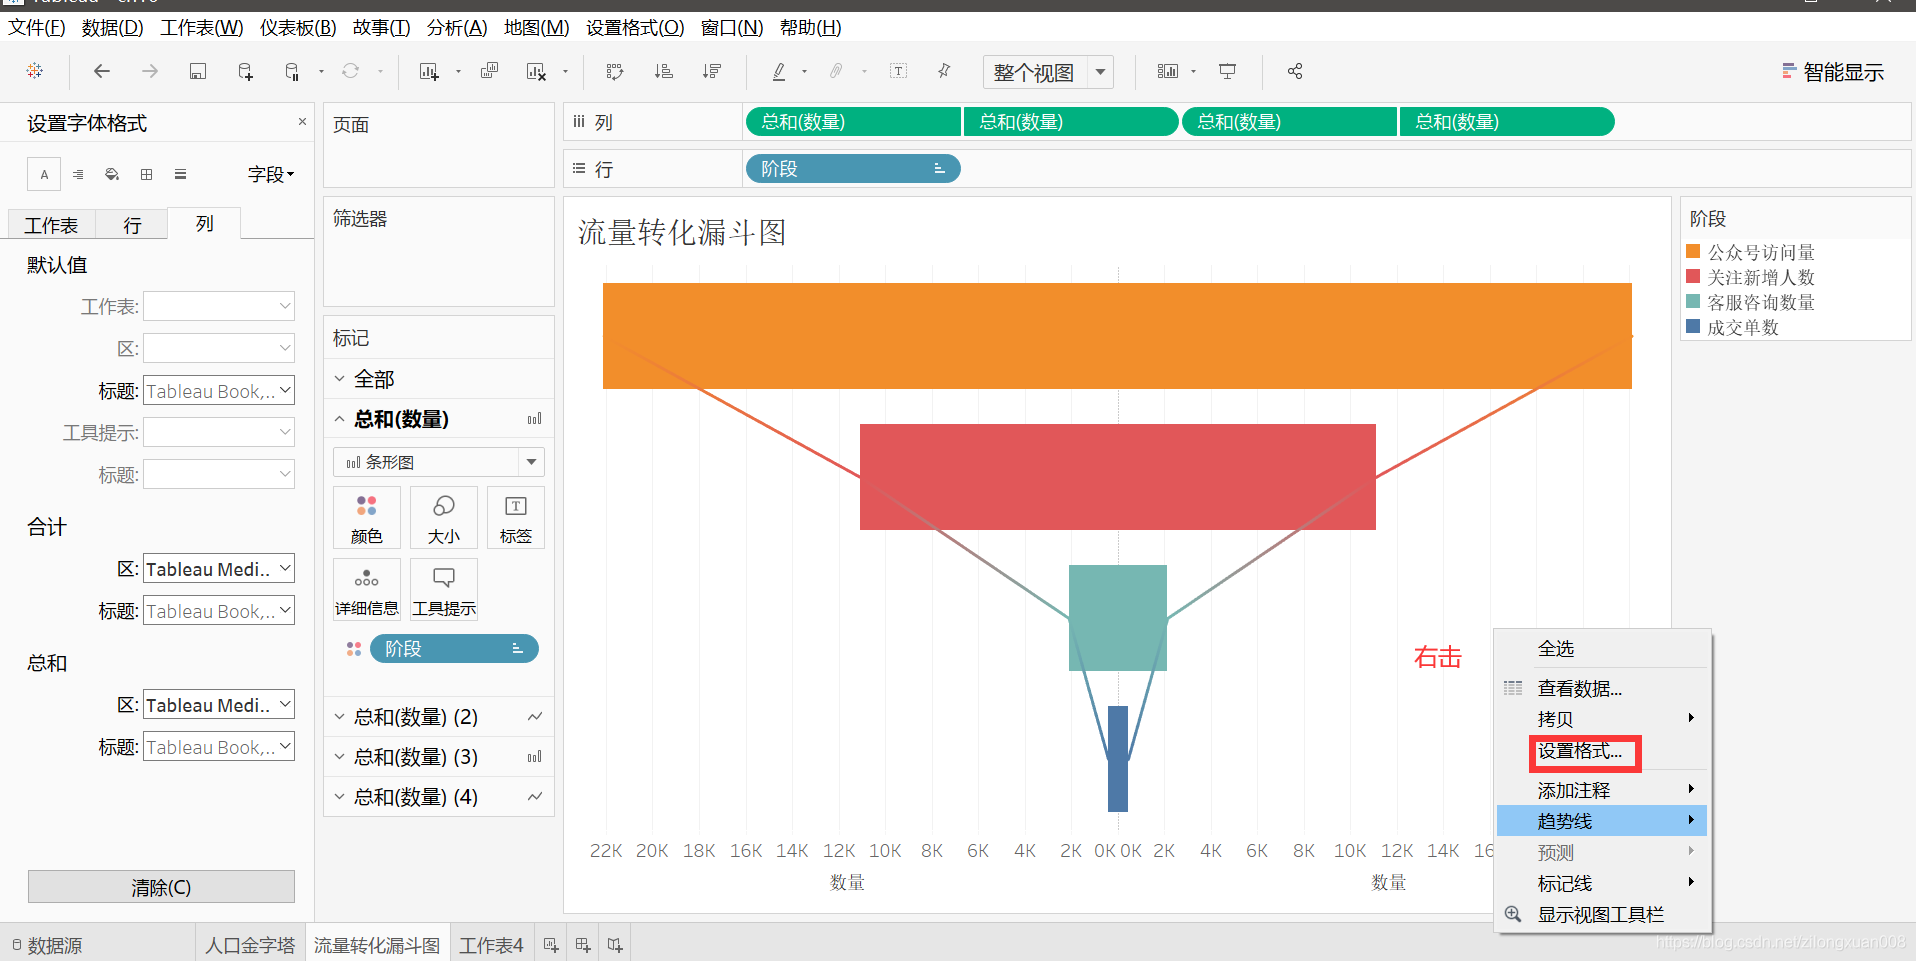 文件(F) 数据(D) 工作表(W) 仪表板(B) 故事(T) 分析(A) 地图(M) 设置格式(O) 窗口(N) 帮助(H)
整个视图
智能显示
设置字体格式
字段
工作表 行 列
默认值
工作表:
区:
标题: Tableau Book,..
工具提示:
标题:
合计
区: Tableau Medi..
标题: Tableau Book,..
总和
区: Tableau Medi..
标题: Tableau Book,..
清除(C)
页面
筛选器
标记
全部
总和(数量)
条形图
颜色 大小 标签
详细信息 工具提示
阶段
总和(数量) (2)
总和(数量) (3)
总和(数量) (4)
列 总和(数量) 总和(数量) 总和(数量) 总和(数量)
行 阶段
流量转化漏斗图
22K 20K 18K 16K 14K 12K 10K 8K 6K 4K 2K 0K 0K 2K 4K 6K 8K 10K 12K 14K 16
数量 数量
右击
全选
查看数据...
拷贝
设置格式...
添加注释
趋势线
预测
标记线
显示视图工具栏
阶段
公众号访问量
关注新增人数
客服咨询数量
成交单数
数据源 人口金字塔 流量转化漏斗图 工作表4
https://blog.csdn.net/zilongxuan008